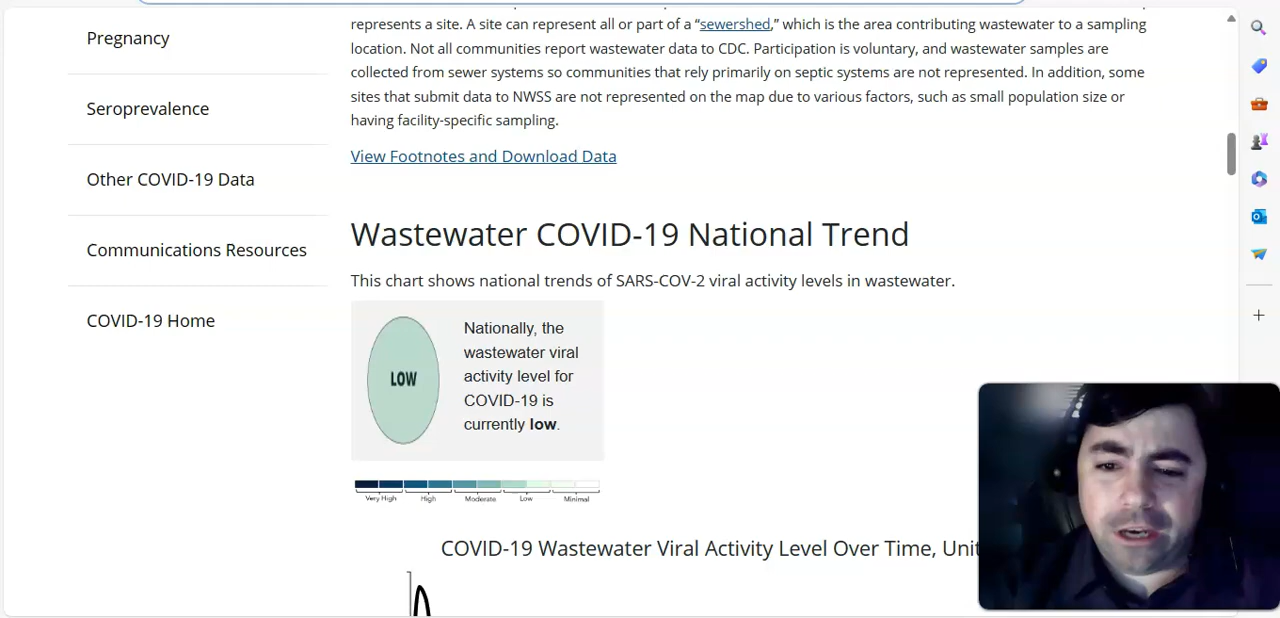 Pregnancy
Seroprevalence
Other COVID-19 Data
Communications Resources
COVID-19 Home
represents a site. A site can represent all or part of a “sewershed,” which is the area contributing wastewater to a sampling
location. Not all communities report wastewater data to CDC. Participation is voluntary, and wastewater samples are
collected from sewer systems so communities that rely primarily on septic systems are not represented. In addition, some
sites that submit data to NWSS are not represented on the map due to various factors, such as small population size or
having facility-specific sampling.
View Footnotes and Download Data
Wastewater COVID-19 National Trend
This chart shows national trends of SARS-COV-2 viral activity levels in wastewater.
LOW
Nationally, the
wastewater viral
activity level for
COVID-19 is
currently low.
Very High High Moderate Low Minimal
COVID-19 Wastewater Viral Activity Level Over Time,